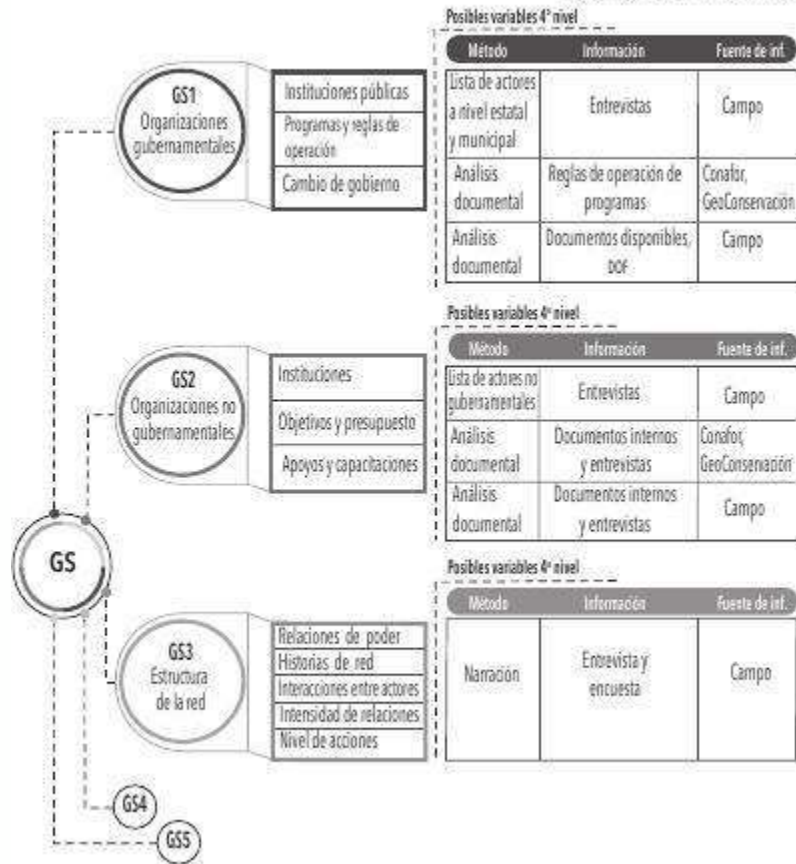 Posibles variables 4° nivel
Método Información Fuente de inf.
GS1
Organizaciones
gubernamentales
Instituciones públicas
Programas y reglas de
operación
Cambio de gobierno
Lista de actores
a nivel estatal
y municipal
Entrevistas
Campo
Análisis
documental
Reglas de operación de
programas
Conafor,
GeoConservación
Análisis
documental
Documentos disponibles,
DOF
Campo
Posibles variables 4° nivel
Método Información Fuente de inf.
GS2
Organizaciones no
gubernamentales
Instituciones
Objetivos y presupuesto
Apoyos y capacitaciones
Lista de actores no
gubernamentales
Entrevistas
Campo
Análisis
documental
Documentos internos
y entrevistas
Conafor,
GeoConservación
Análisis
documental
Documentos internos
y entrevistas
Campo
GS
Posibles variables 4° nivel
Método Información Fuente de inf.
GS3
Estructura
de la red
Relaciones de poder
Historias de red
Interacciones entre actores
Intensidad de relaciones
Nivel de acciones
Narración
Entrevista y
encuesta
Campo
GS4
GS5